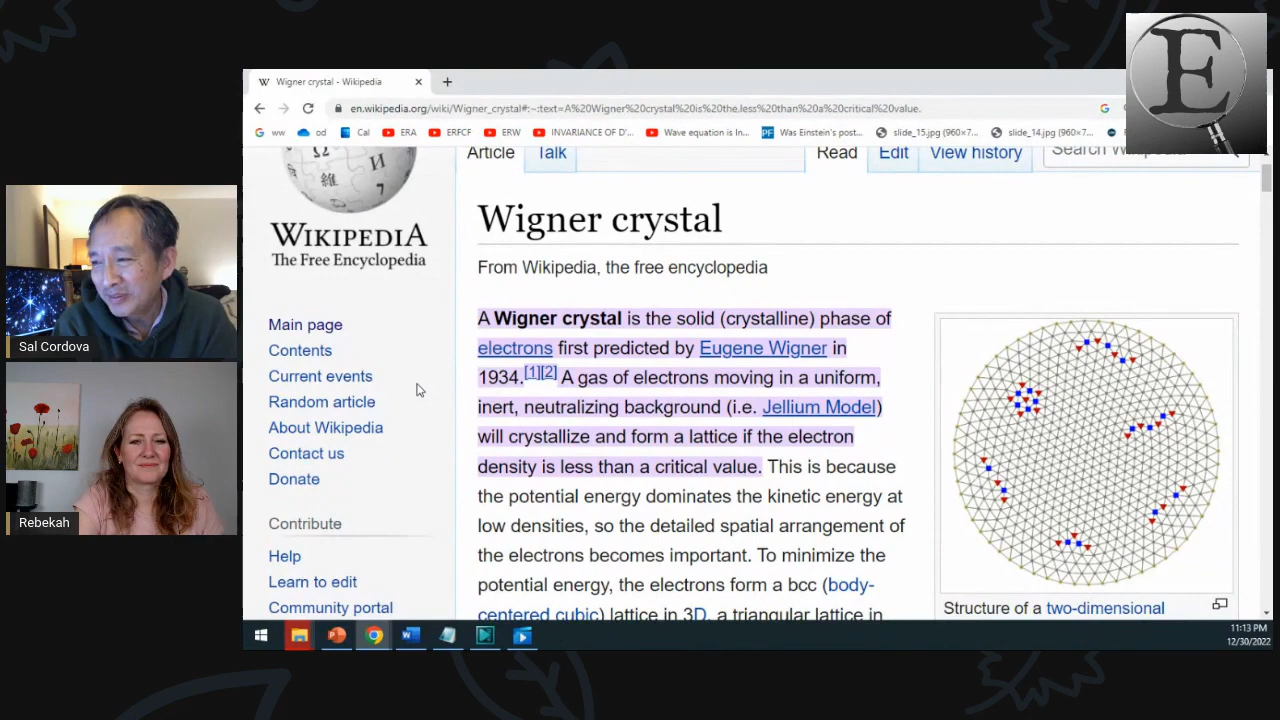 E
Wigner crystal - Wikipedia
en.wikipedia.org/wiki/Wigner_crystal#:~:text=A%20Wigner%20crystal%20is%20the,less%20than%20a%20critical%20value.
ww od Cal ERA ERFCF ERW INVARIANCE OF D'... Wave equation is In... Was Einstein's post... slide_15.jpg (960×7... slide_14.jpg (960×7...
Article Talk Read Edit View history Search Wikipedia
Ω И
維 7
WIKIPEDIA
The Free Encyclopedia
Main page
Contents
Current events
Random article
About Wikipedia
Contact us
Donate
Contribute
Help
Learn to edit
Community portal
Wigner crystal
From Wikipedia, the free encyclopedia
A Wigner crystal is the solid (crystalline) phase of
electrons first predicted by Eugene Wigner in
1934.[1][2] A gas of electrons moving in a uniform,
inert, neutralizing background (i.e. Jellium Model)
will crystallize and form a lattice if the electron
density is less than a critical value. This is because
the potential energy dominates the kinetic energy at
low densities, so the detailed spatial arrangement of
the electrons becomes important. To minimize the
potential energy, the electrons form a bcc (body-
centered cubic) lattice in 3D, a triangular lattice in
Structure of a two-dimensional
Sal Cordova
Rebekah
11:13 PM
12/30/2022